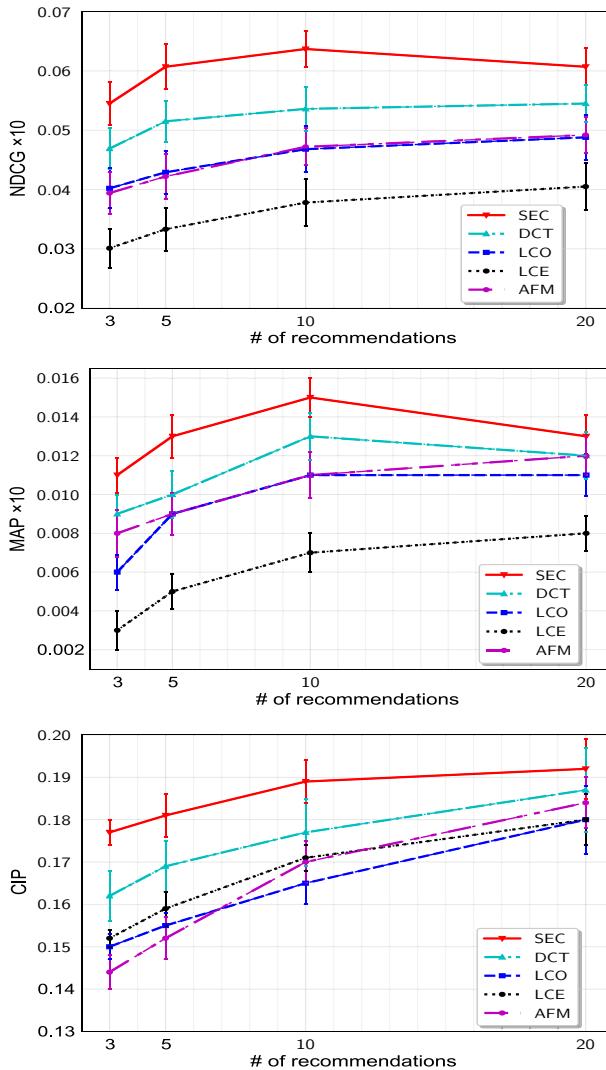 0.07
0.06
0.05
0.04
0.03
0.02
NDCG ×10
SEC
DCT
LCO
LCE
AFM
3 5 10 20
# of recommendations
0.016
0.014
0.012
0.010
0.008
0.006
0.004
0.002
MAP ×10
SEC
DCT
LCO
LCE
AFM
3 5 10 20
# of recommendations
0.20
0.19
0.18
0.17
0.16
0.15
0.14
0.13
CIP
SEC
DCT
LCO
LCE
AFM
3 5 10 20
# of recommendations